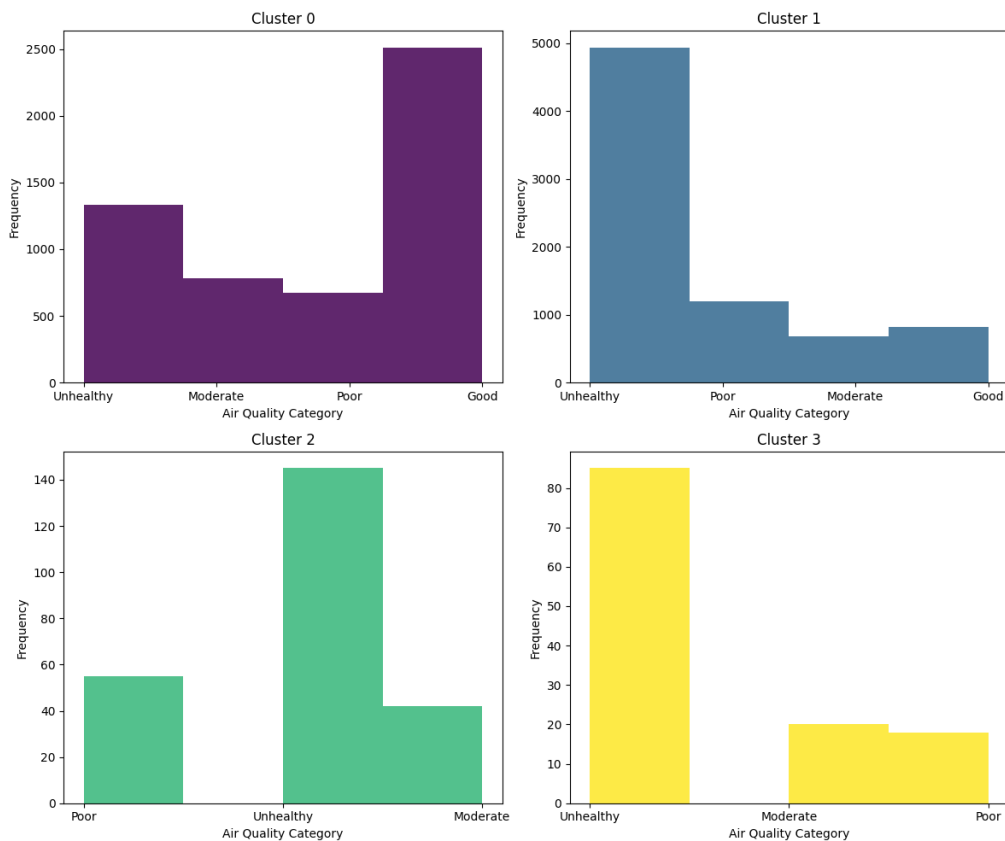 Cluster 0
2500
2000
1500
1000
500
0
Frequency
Unhealthy Moderate Poor Good
Air Quality Category
Cluster 1
5000
4000
3000
2000
1000
0
Frequency
Unhealthy Poor Moderate Good
Air Quality Category
Cluster 2
140
120
100
80
60
40
20
0
Frequency
Poor Unhealthy Moderate
Air Quality Category
Cluster 3
80
70
60
50
40
30
20
10
0
Frequency
Unhealthy Moderate Poor
Air Quality Category